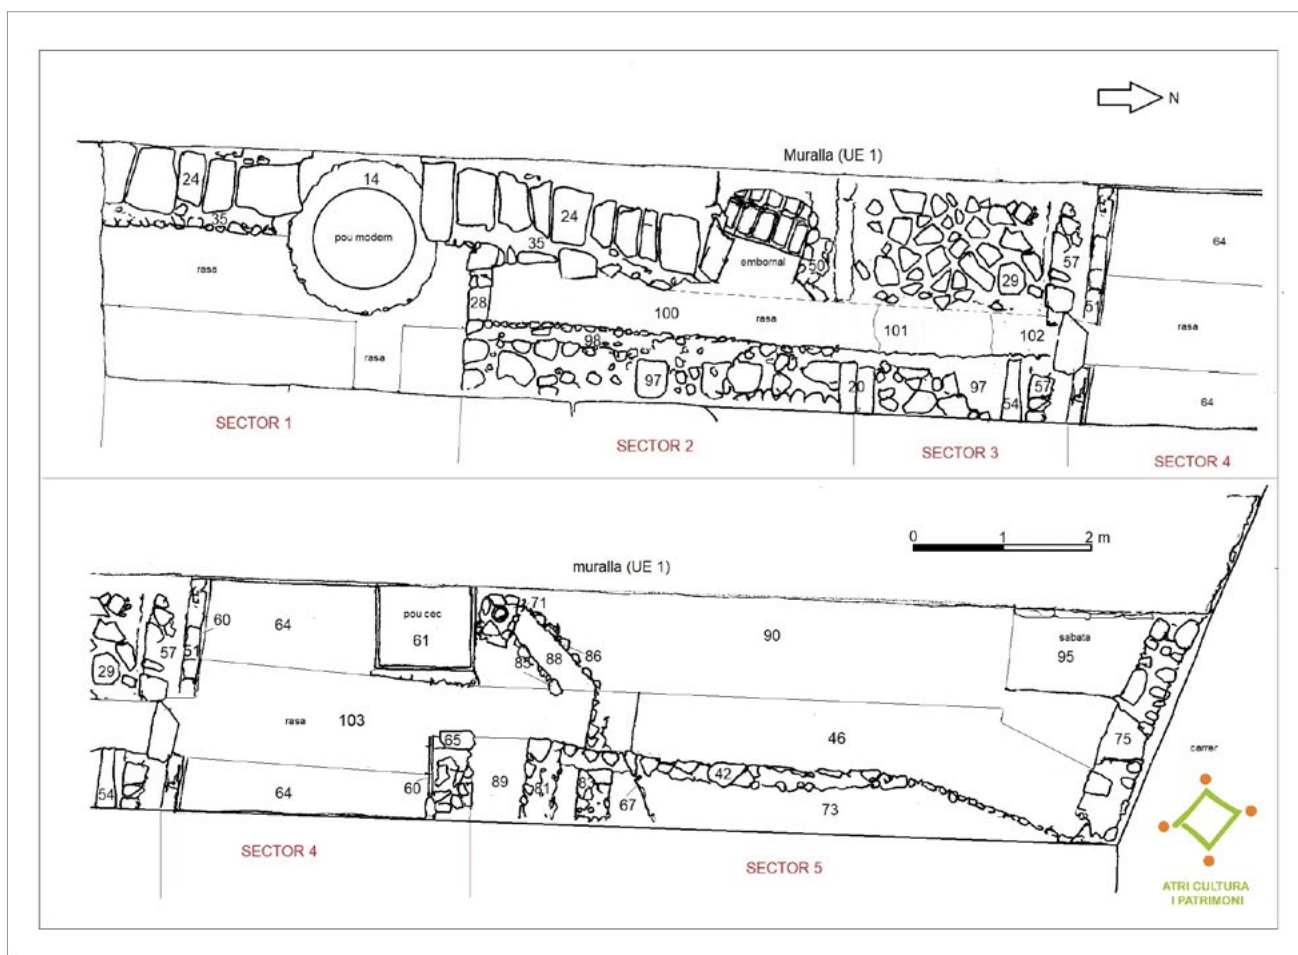 N
Muralla (UE 1)
24
14
35
pou modern
rasa
rasa
24
35
28
100
rasa
98
97
embornal
50
29
57
51
101
102
20
97
54
57
64
rasa
64
SECTOR 1
SECTOR 2
SECTOR 3
SECTOR 4
0 1 2 m
muralla (UE 1)
29
57
51
60
64
pou cec
61
71
85
88
86
90
sabata
95
rasa 103
65
46
75
carrer
54
64
60
89
81
83
67
42
73
SECTOR 4
SECTOR 5
ATRI CULTURA
I PATRIMONI